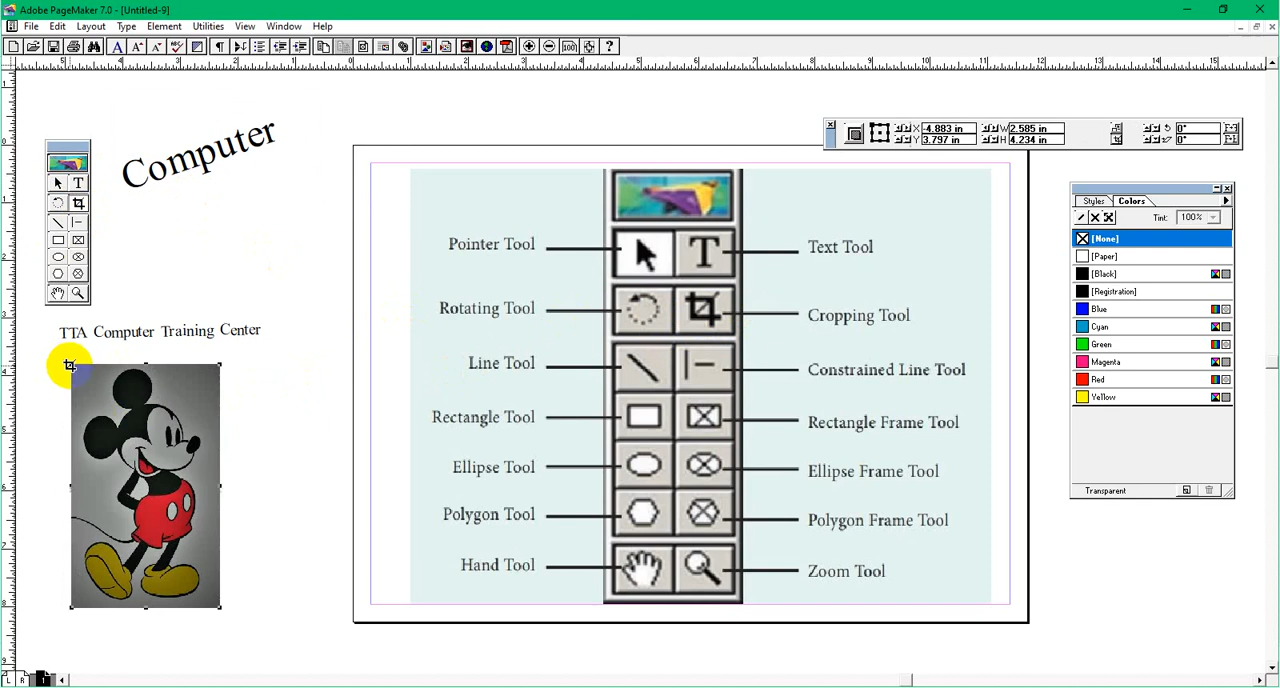 Adobe PageMaker 7.0 - [Untitled-9]
File Edit Layout Type Element Utilities View Window Help
Computer
X -4.883 in W 2.585 in 0°
Y 3.797 in H 4.234 in 0°
Styles Colors
Tint: 100%
[None]
[Paper]
[Black]
[Registration]
Blue
Cyan
Green
Magenta
Red
Yellow
Transparent
TTA Computer Training Center
Pointer Tool T Text Tool
Rotating Tool Cropping Tool
Line Tool Constrained Line Tool
Rectangle Tool Rectangle Frame Tool
Ellipse Tool Ellipse Frame Tool
Polygon Tool Polygon Frame Tool
Hand Tool Zoom Tool
L R 1